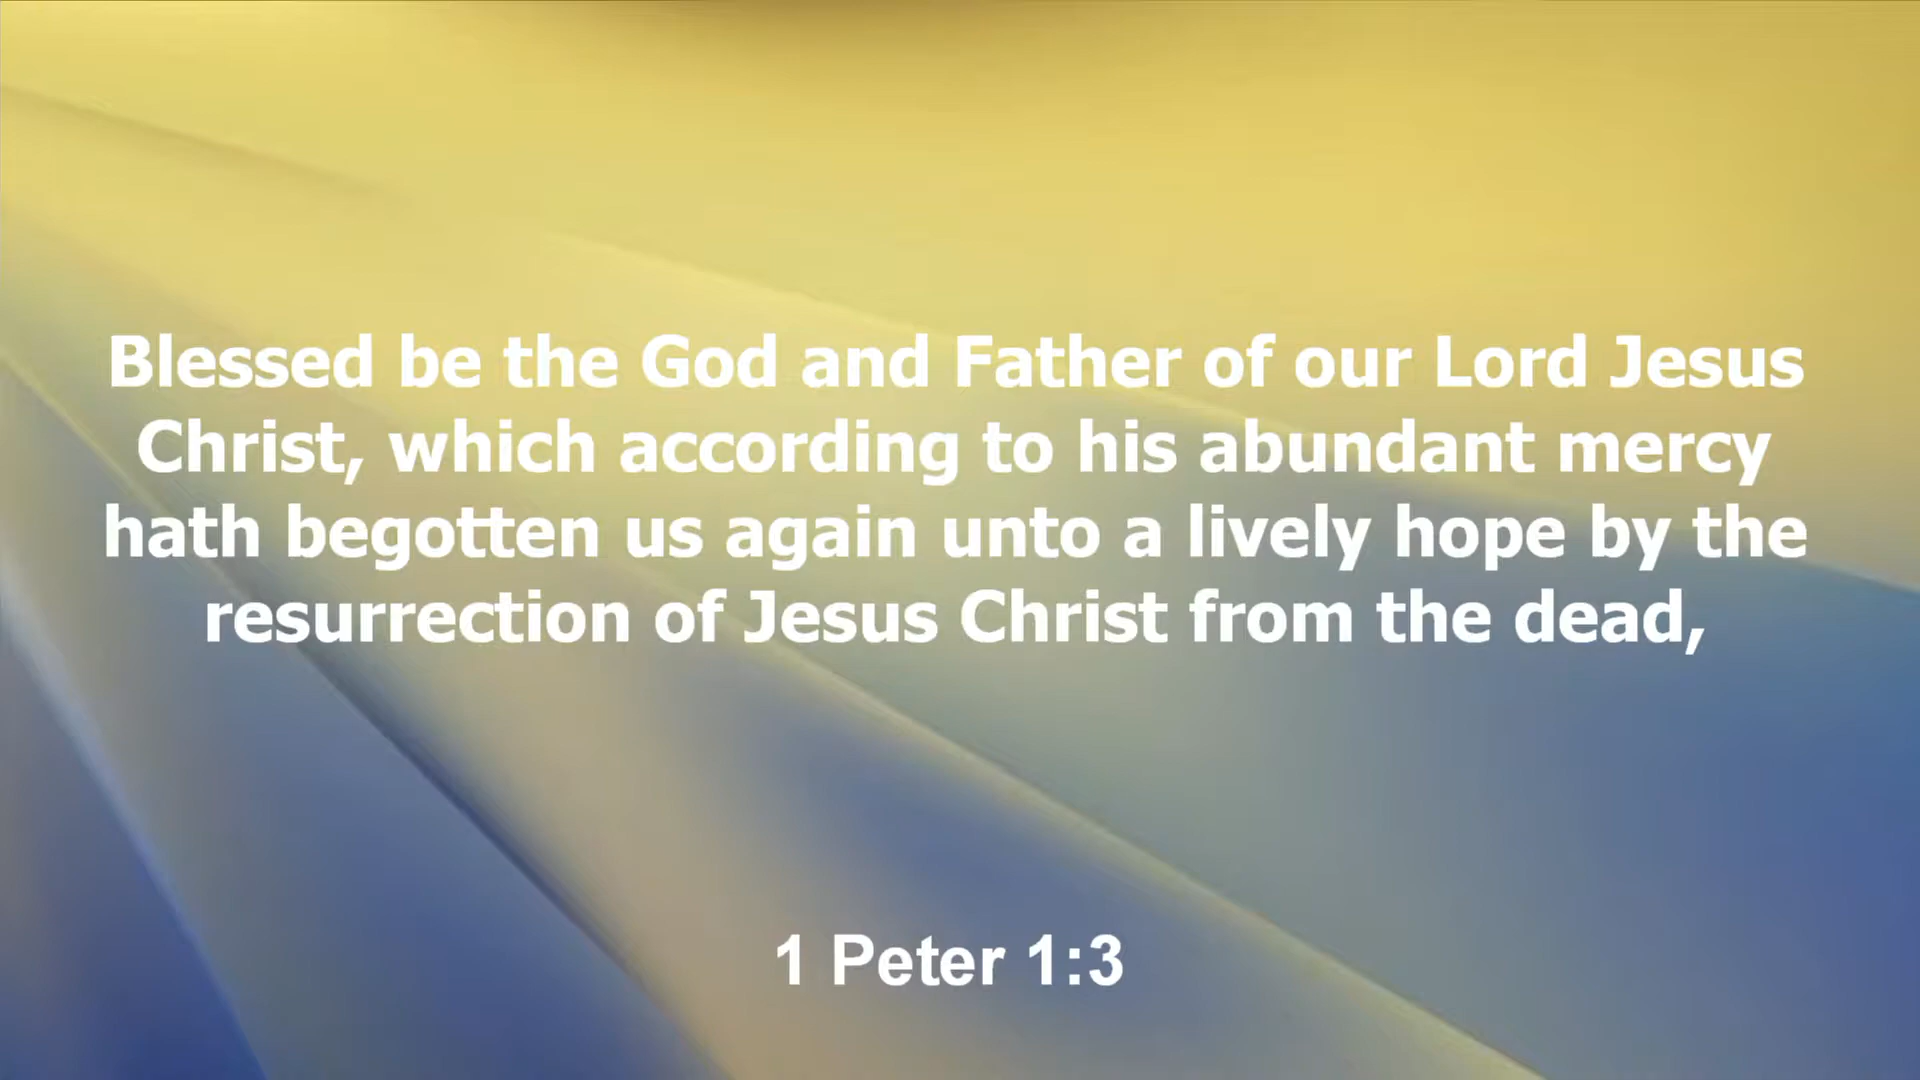 Blessed be the God and Father of our Lord Jesus
Christ, which according to his abundant mercy
hath begotten us again unto a lively hope by the
resurrection of Jesus Christ from the dead,
1 Peter 1:3